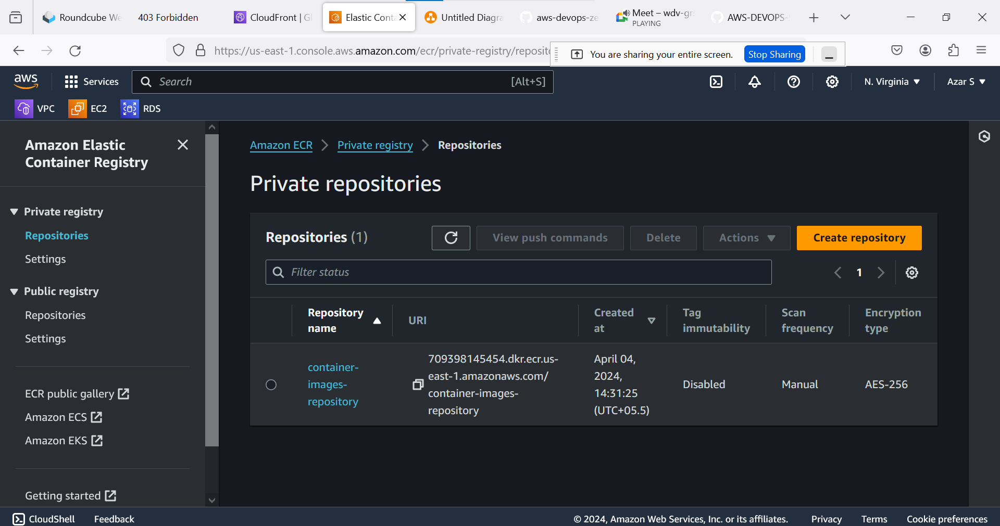 Roundcube We
403 Forbidden
CloudFront | Gl
Elastic Conta
Untitled Diagra
aws-devops-ze
Meet – wdv-grs
PLAYING
AWS-DEVOPS-
https://us-east-1.console.aws.amazon.com/ecr/private-registry/reposito
You are sharing your entire screen.
Stop Sharing
aws
Services
Search
[Alt+S]
N. Virginia
Azar S
VPC
EC2
RDS
Amazon Elastic
Container Registry
Private registry
Repositories
Settings
Public registry
Repositories
Settings
ECR public gallery
Amazon ECS
Amazon EKS
Getting started
Amazon ECR
Private registry
Repositories
Private repositories
Repositories (1)
View push commands
Delete
Actions
Create repository
Filter status
1
Repository
name
URI
Created
at
Tag
immutability
Scan
frequency
Encryption
type
container-
images-
repository
709398145454.dkr.ecr.us-
east-1.amazonaws.com/
container-images-
repository
April 04,
2024,
14:31:25
(UTC+05.5)
Disabled
Manual
AES-256
CloudShell
Feedback
© 2024, Amazon Web Services, Inc. or its affiliates.
Privacy
Terms
Cookie preferences